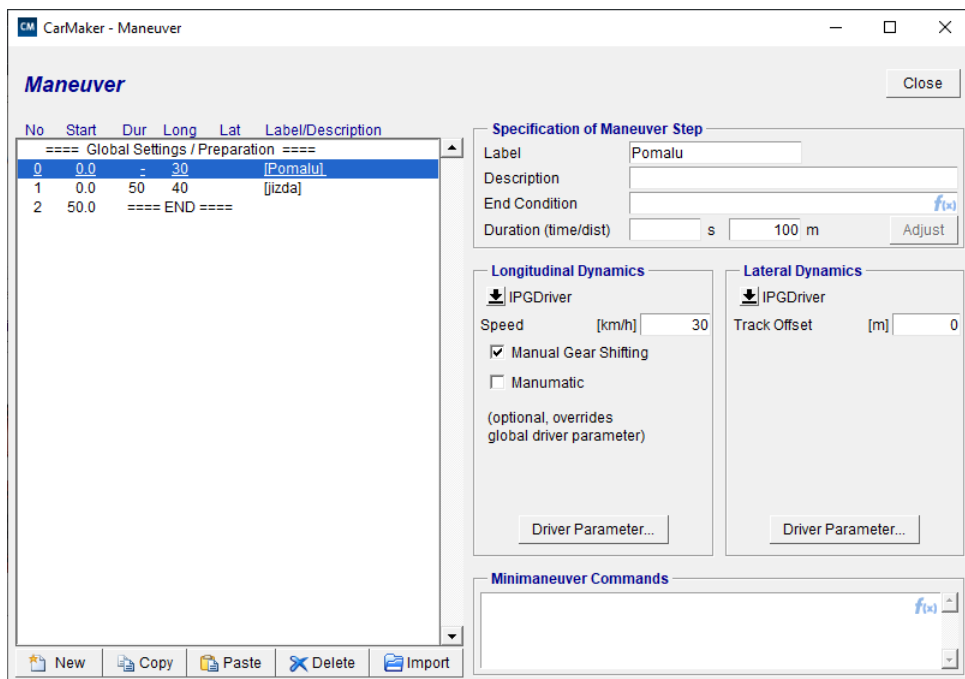 CM CarMaker - Maneuver
Maneuver
Close
No Start Dur Long Lat Label/Description
==== Global Settings / Preparation ====
0 0.0 - 30 [Pomalu]
1 0.0 50 40 [jizda]
2 50.0 ==== END ====
New Copy Paste Delete Import
Specification of Maneuver Step
Label Pomalu
Description
End Condition f(x)
Duration (time/dist) s 100 m Adjust
Longitudinal Dynamics
IPGDriver
Speed [km/h] 30
Manual Gear Shifting
Manumatic
(optional, overrides
global driver parameter)
Driver Parameter...
Lateral Dynamics
IPGDriver
Track Offset [m] 0
Driver Parameter...
Minimaneuver Commands
f(x)